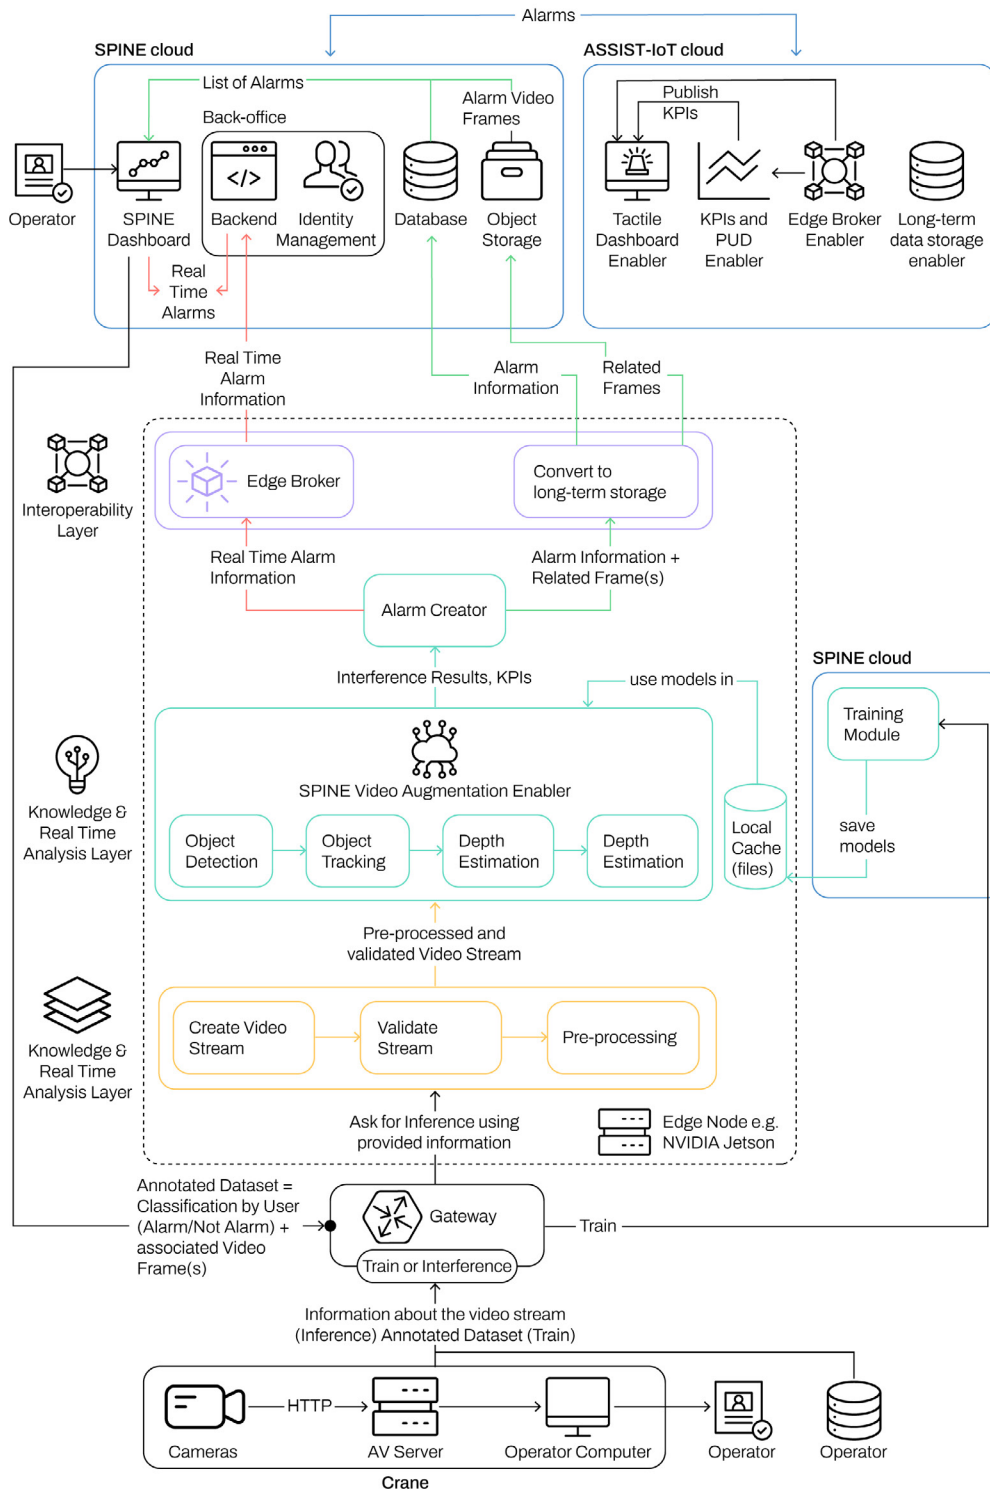 Alarms
SPINE cloud
ASSIST-IoT cloud
List of Alarms
Alarm Video
Frames
Publish
KPIs
Back-office
Operator
SPINE
Dashboard
Backend
Identity
Management
Database
Object
Storage
Tactile
Dashboard
Enabler
KPIs and
PUD
Enabler
Edge Broker
Enabler
Long-term
data storage
enabler
Real
Time
Alarms
Real Time
Alarm
Information
Alarm
Information
Related
Frames
Interoperability
Layer
Edge Broker
Convert to
long-term storage
Real Time Alarm
Information
Alarm Information +
Related Frame(s)
Alarm Creator
Interference Results, KPIs
use models in
SPINE cloud
Training
Module
save
models
Knowledge &
Real Time
Analysis Layer
SPINE Video Augmentation Enabler
Object
Detection
Object
Tracking
Depth
Estimation
Depth
Estimation
Local
Cache
(files)
Pre-processed and
validated Video Stream
Knowledge &
Real Time
Analysis Layer
Create Video
Stream
Validate
Stream
Pre-processing
Ask for Inference using
provided information
Edge Node e.g.
NVIDIA Jetson
Annotated Dataset =
Classification by User
(Alarm/Not Alarm) +
associated Video
Frame(s)
Gateway
Train or Interference
Train
Information about the video stream
(Inference) Annotated Dataset (Train)
HTTP
Cameras
AV Server
Operator Computer
Operator
Operator
Crane